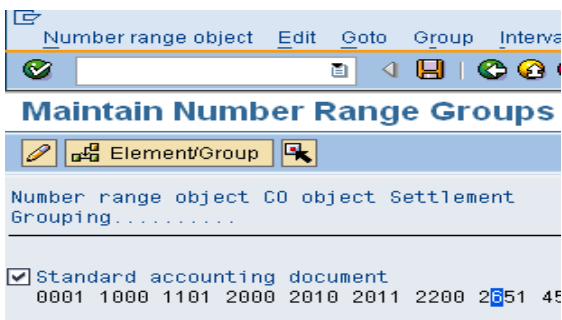 Number range object Edit Goto Group Interva
Maintain Number Range Groups
Element/Group
Number range object CO object Settlement
Grouping..........
Standard accounting document
0001 1000 1101 2000 2010 2011 2200 2651 45